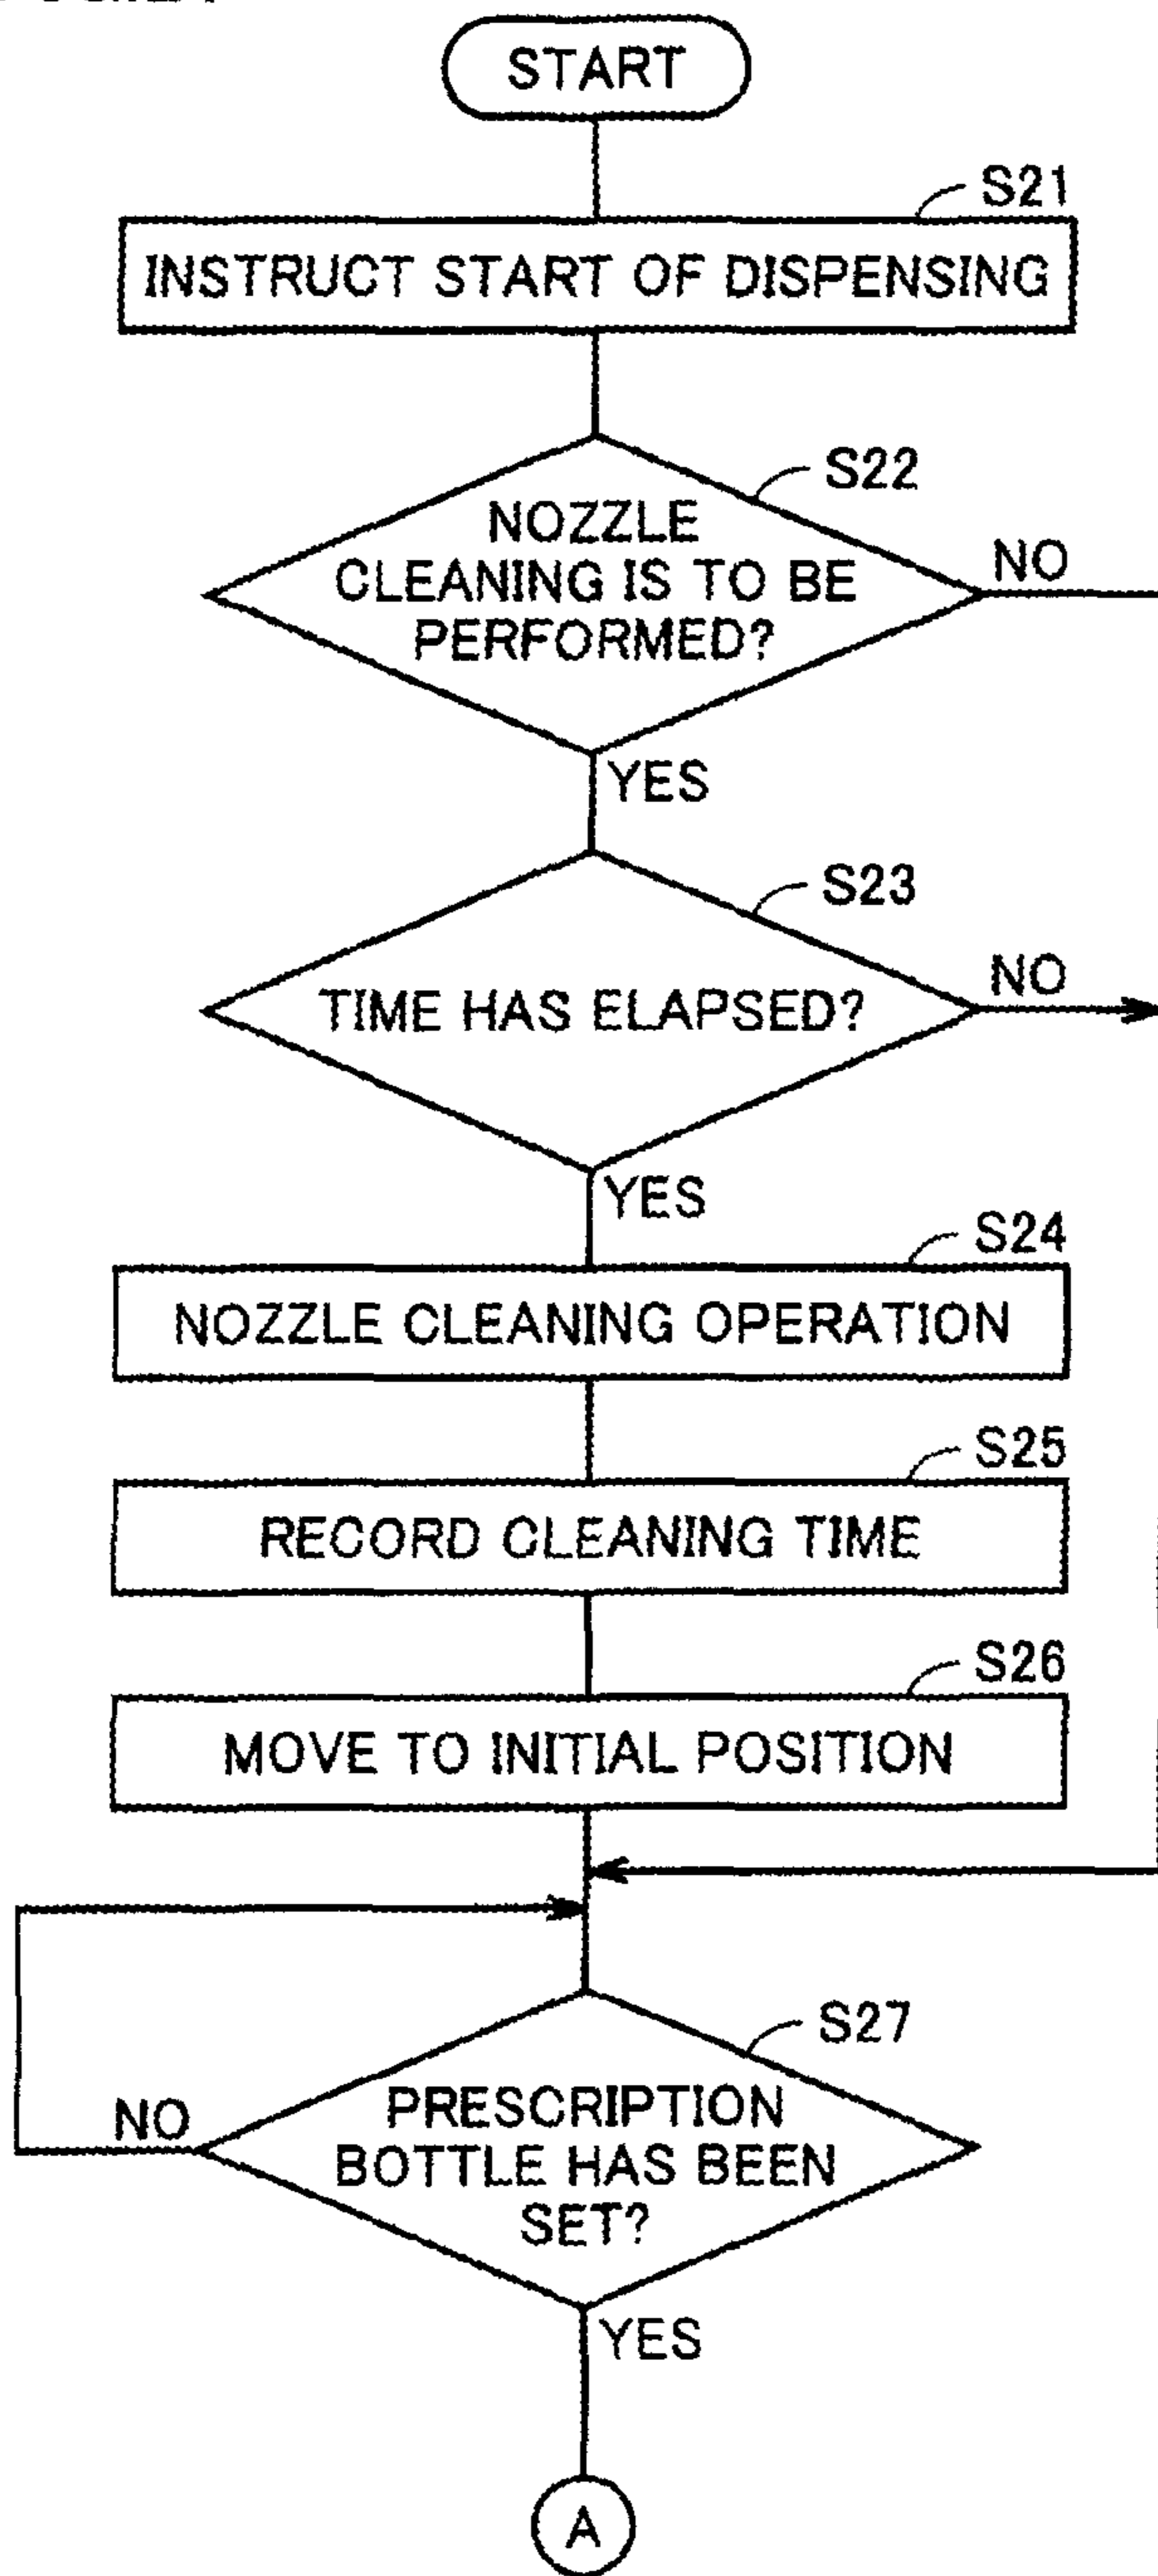 START
S21
INSTRUCT START OF DISPENSING
S22
NOZZLE
CLEANING IS TO BE
PERFORMED?
NO
YES
S23
TIME HAS ELAPSED?
NO
YES
S24
NOZZLE CLEANING OPERATION
S25
RECORD CLEANING TIME
S26
MOVE TO INITIAL POSITION
S27
PRESCRIPTION
BOTTLE HAS BEEN
SET?
NO
YES
A